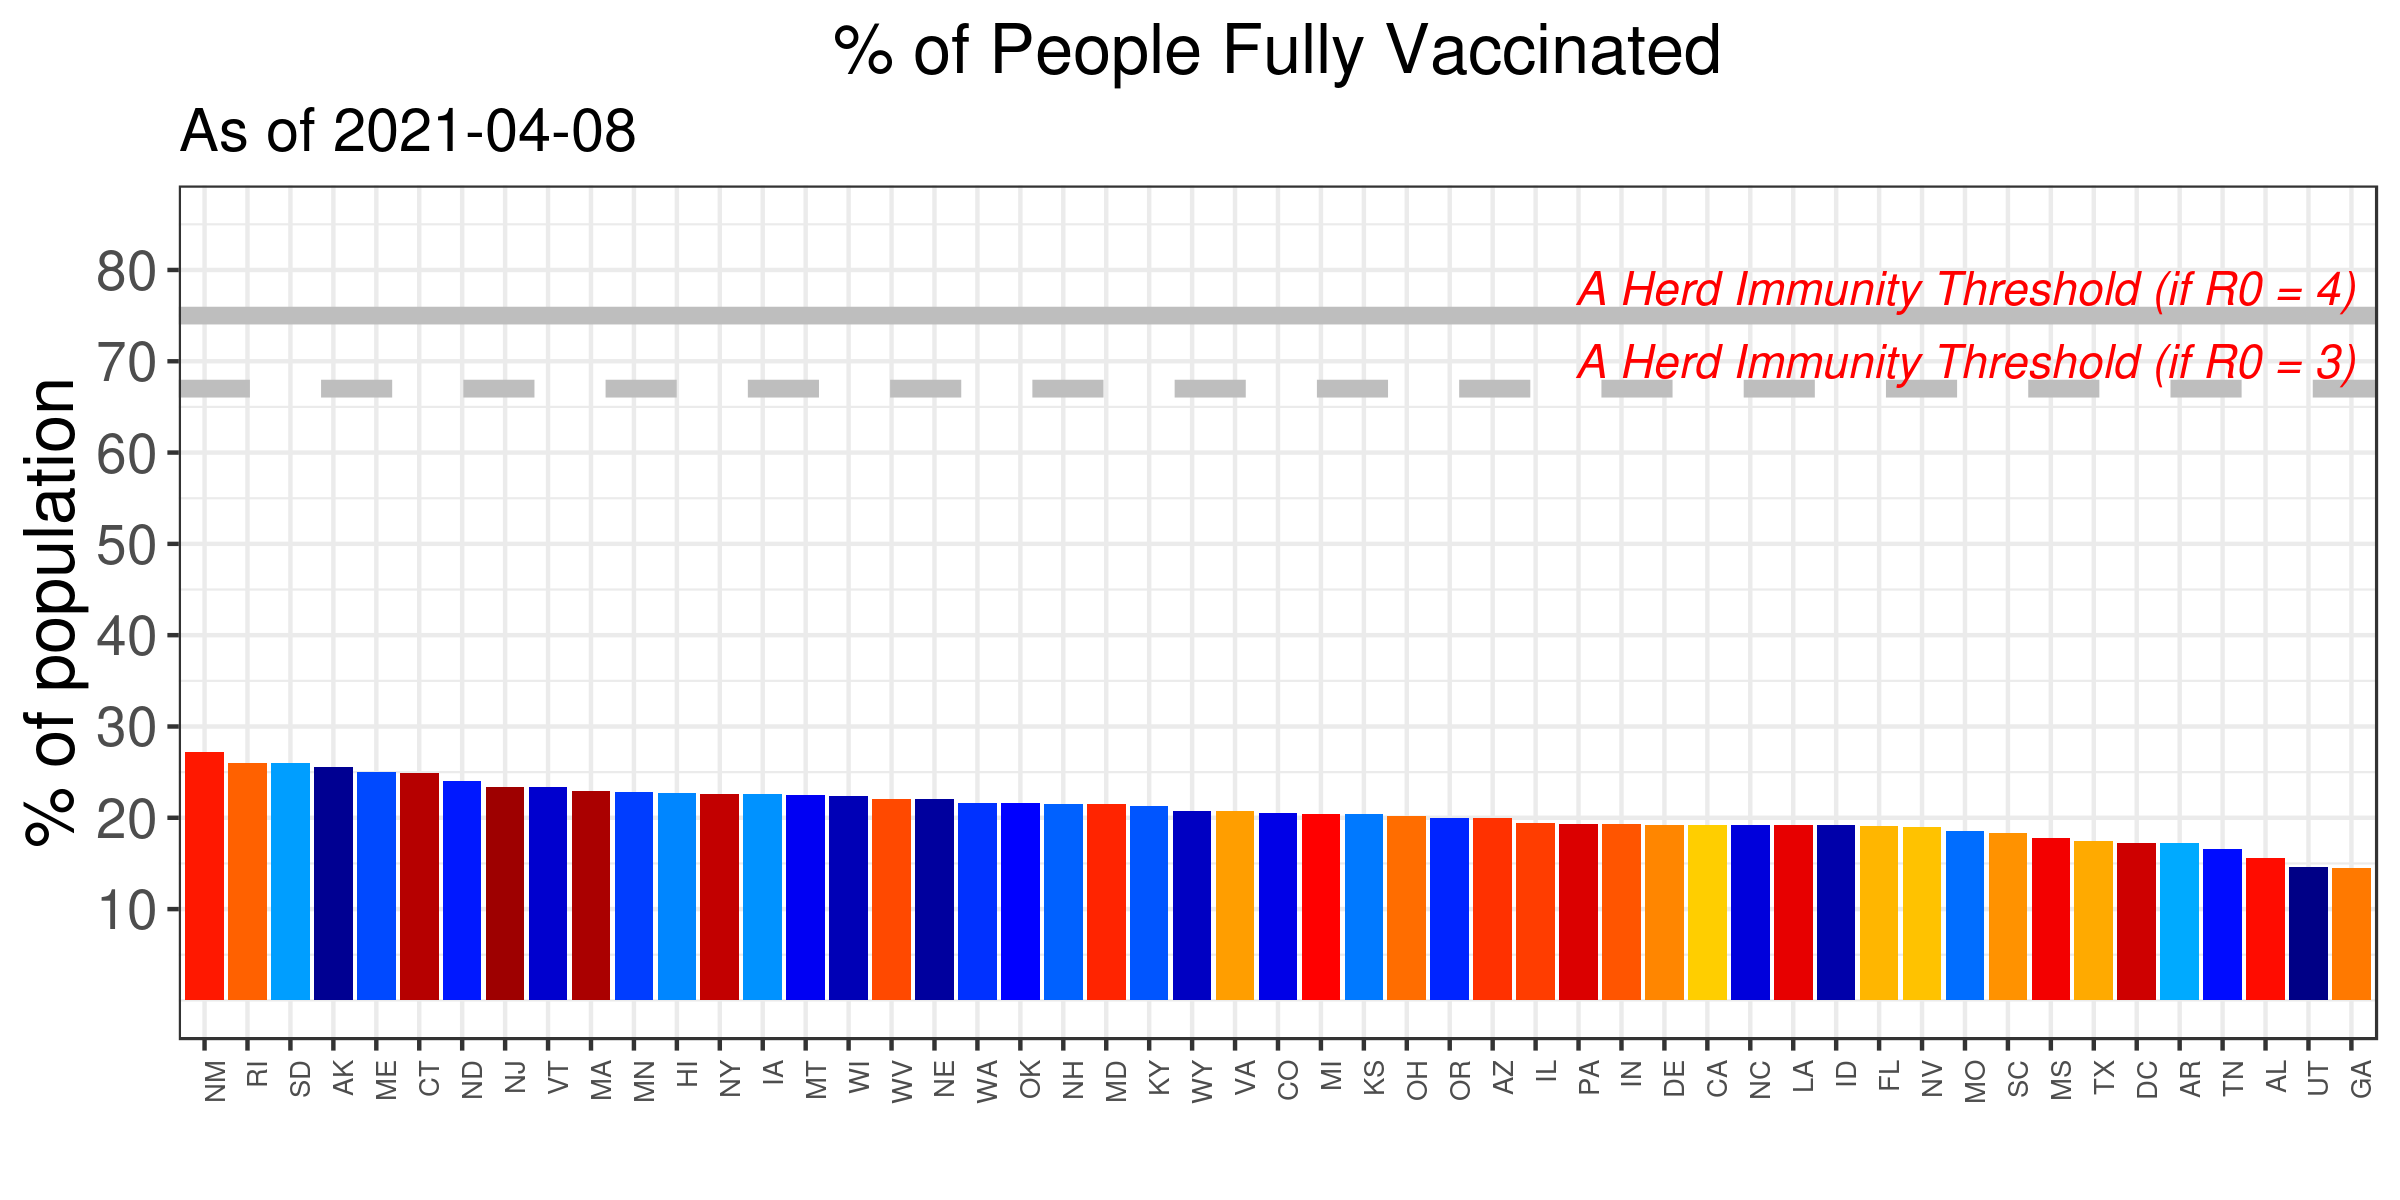 % of People Fully Vaccinated
As of 2021-04-08
% of population
80
70
60
50
40
30
20
10
A Herd Immunity Threshold (if R0 = 4)
A Herd Immunity Threshold (if R0 = 3)
NM RI SD AK ME CT ND NJ VT MA MN HI NY IA MT WI WV NE WA OK NH MD KY WY VA CO MI KS OH OR AZ IL PA IN DE CA NC LA ID FL NV MO SC MS TX DC AR TN AL UT GA